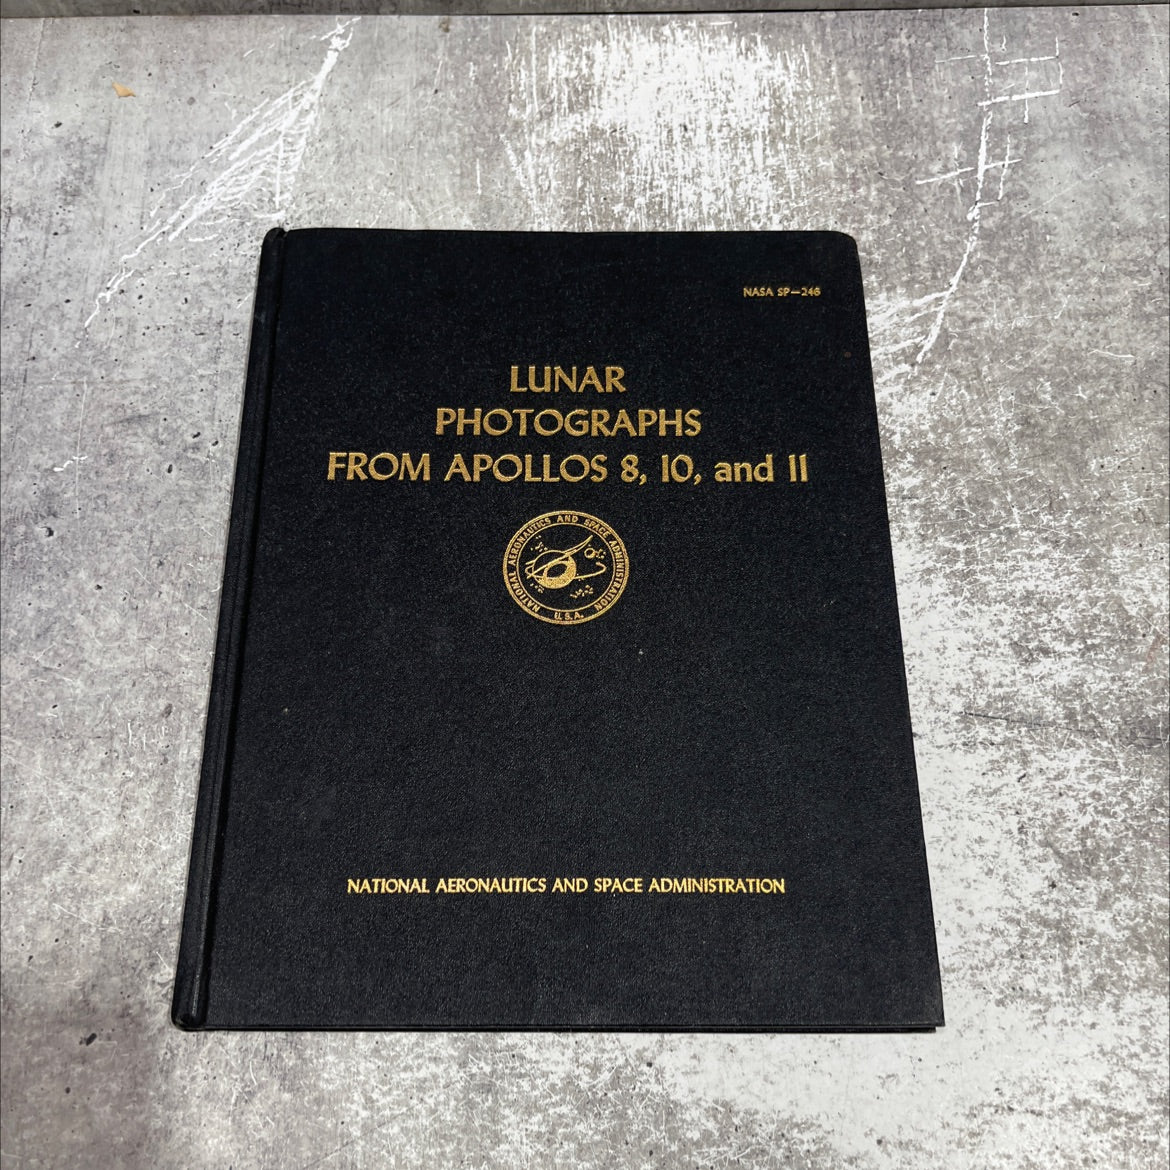 NASA SP—246
LUNAR
PHOTOGRAPHS
FROM APOLLOS 8, 10, and 11
NATIONAL AERONAUTICS AND SPACE ADMINISTRATION
U.S.A.
NATIONAL AERONAUTICS AND SPACE ADMINISTRATION